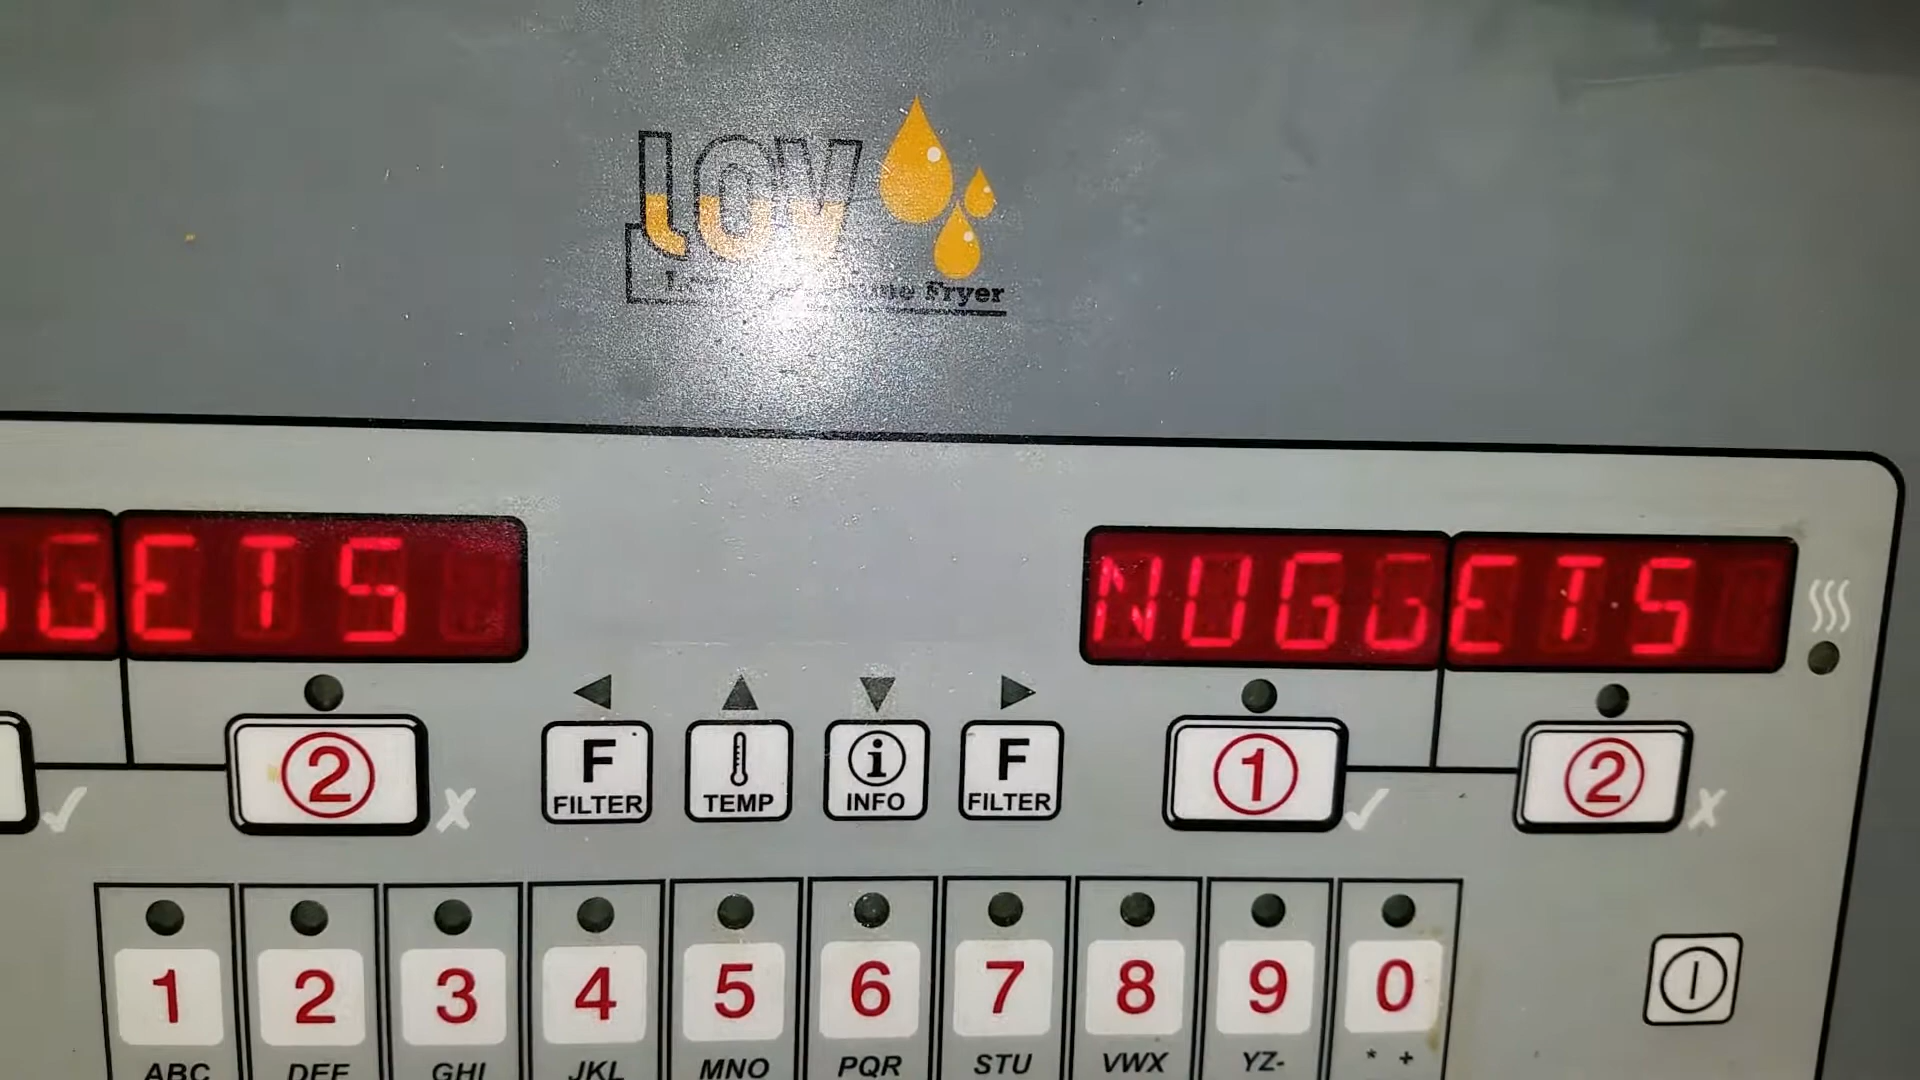 LOV
Fryer
GETS NUGGETS
② F FILTER TEMP i INFO F FILTER ① ②
1 2 3 4 5 6 7 8 9 0
ABC DEF GHI JKL MNO PQR STU VWX YZ- * +